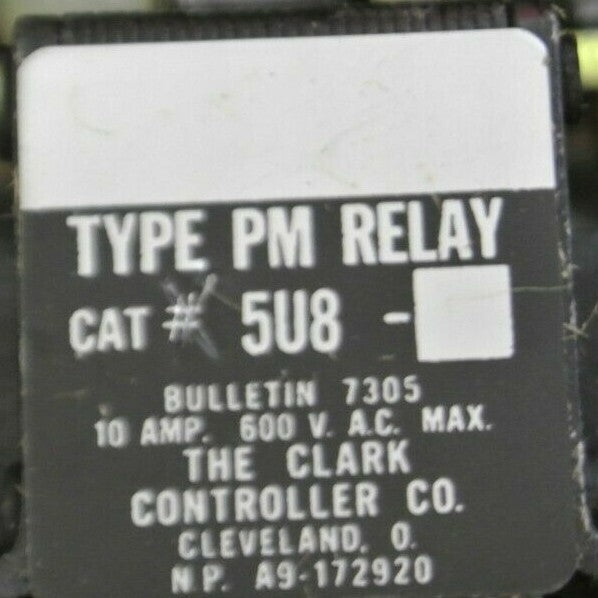 TYPE PM RELAY
CAT # 5U8 -
BULLETIN 7305
10 AMP. 600 V. A.C. MAX.
THE CLARK
CONTROLLER CO.
CLEVELAND, O.
N.P. A9-172920